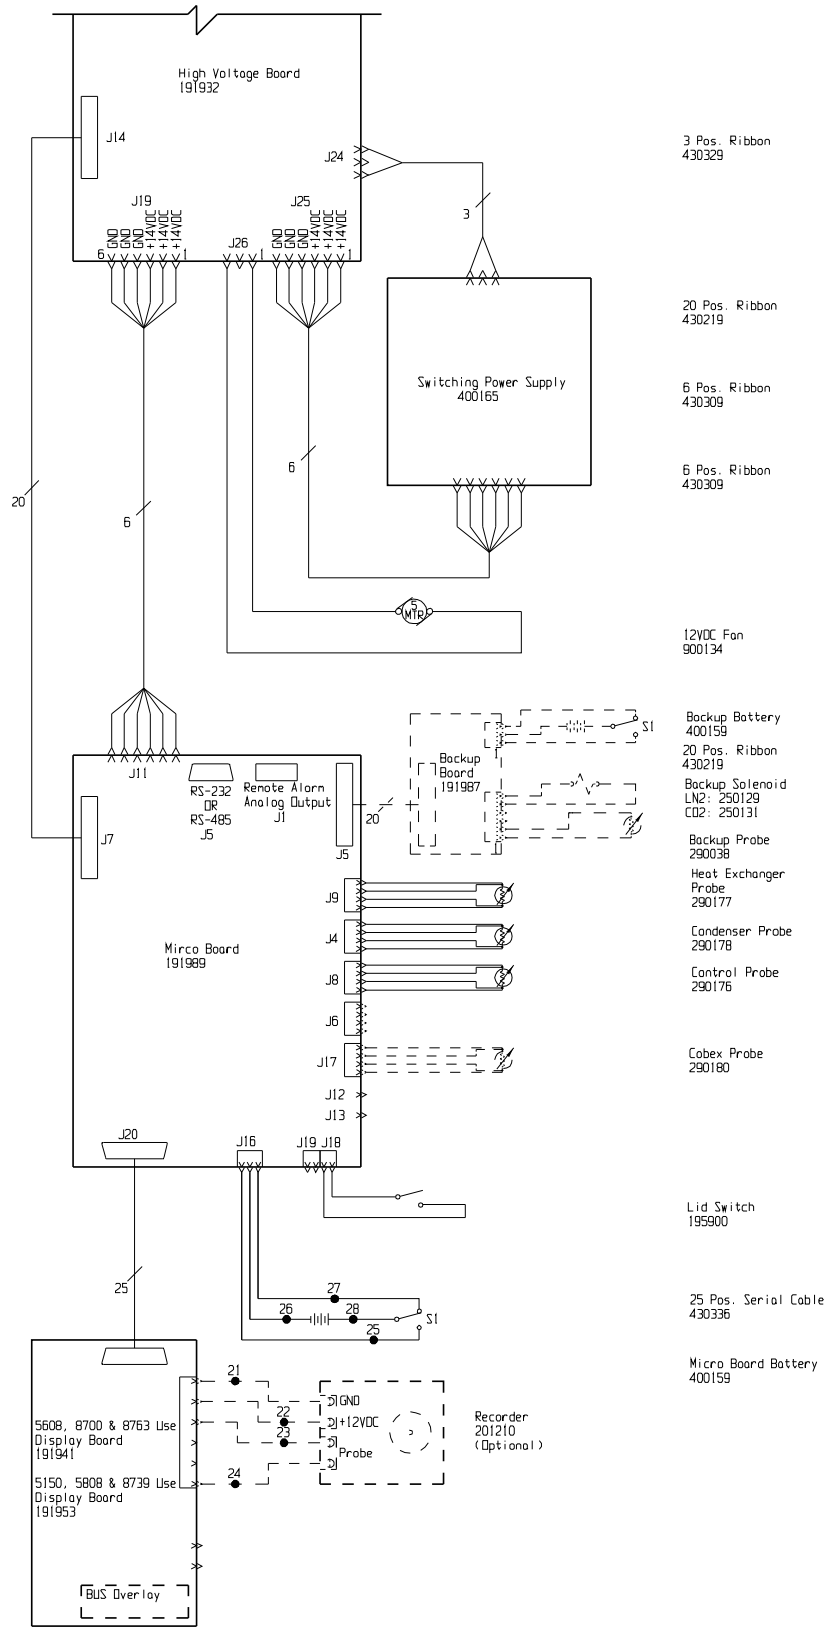 High Voltage Board
191932
3 Pos. Ribbon
430329
J14
J24
J19
J25
3
GND
GND
GND
+14VDC
+14VDC
+14VDC
GND
GND
GND
+14VDC
+14VDC
+14VDC
6
1
J26
1
1
20 Pos. Ribbon
430219
Switching Power Supply
400165
6 Pos. Ribbon
430309
6
6 Pos. Ribbon
430309
20
6
5
MTR
12VDC Fan
900134
S1
Backup Battery
400159
Backup
Board
191987
20 Pos. Ribbon
430219
J11
RS-232
OR
RS-485
J5
Remote Alarm
Analog Output
J1
20
Backup Solenoid
LN2: 250129
CO2: 250131
J7
J5
Backup Probe
290038
J9
Heat Exchanger
Probe
290177
Mirco Board
191989
J4
Condenser Probe
290178
J8
Control Probe
290176
J6
J17
Cobex Probe
290180
J12
J13
J20
J16
J19
J18
Lid Switch
195900
25
27
26
28
S1
25
25 Pos. Serial Cable
430336
Micro Board Battery
400159
21
GND
22
+12VDC
23
Probe
24
Recorder
201210
(Optional)
5608, 8700 & 8763 Use
Display Board
191941
5150, 5808 & 8739 Use
Display Board
191953
BUS Overlay